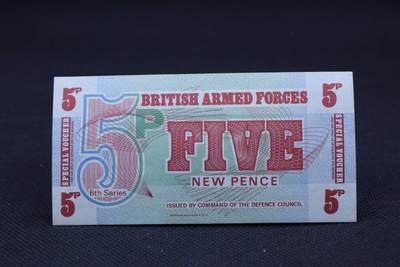 5P
BRITISH ARMED FORCES
5P
SPECIAL VOUCHER
5P
FIVE
SPECIAL VOUCHER
NEW PENCE
6th Series
5P
ISSUED BY COMMAND OF THE DEFENCE COUNCIL
5P